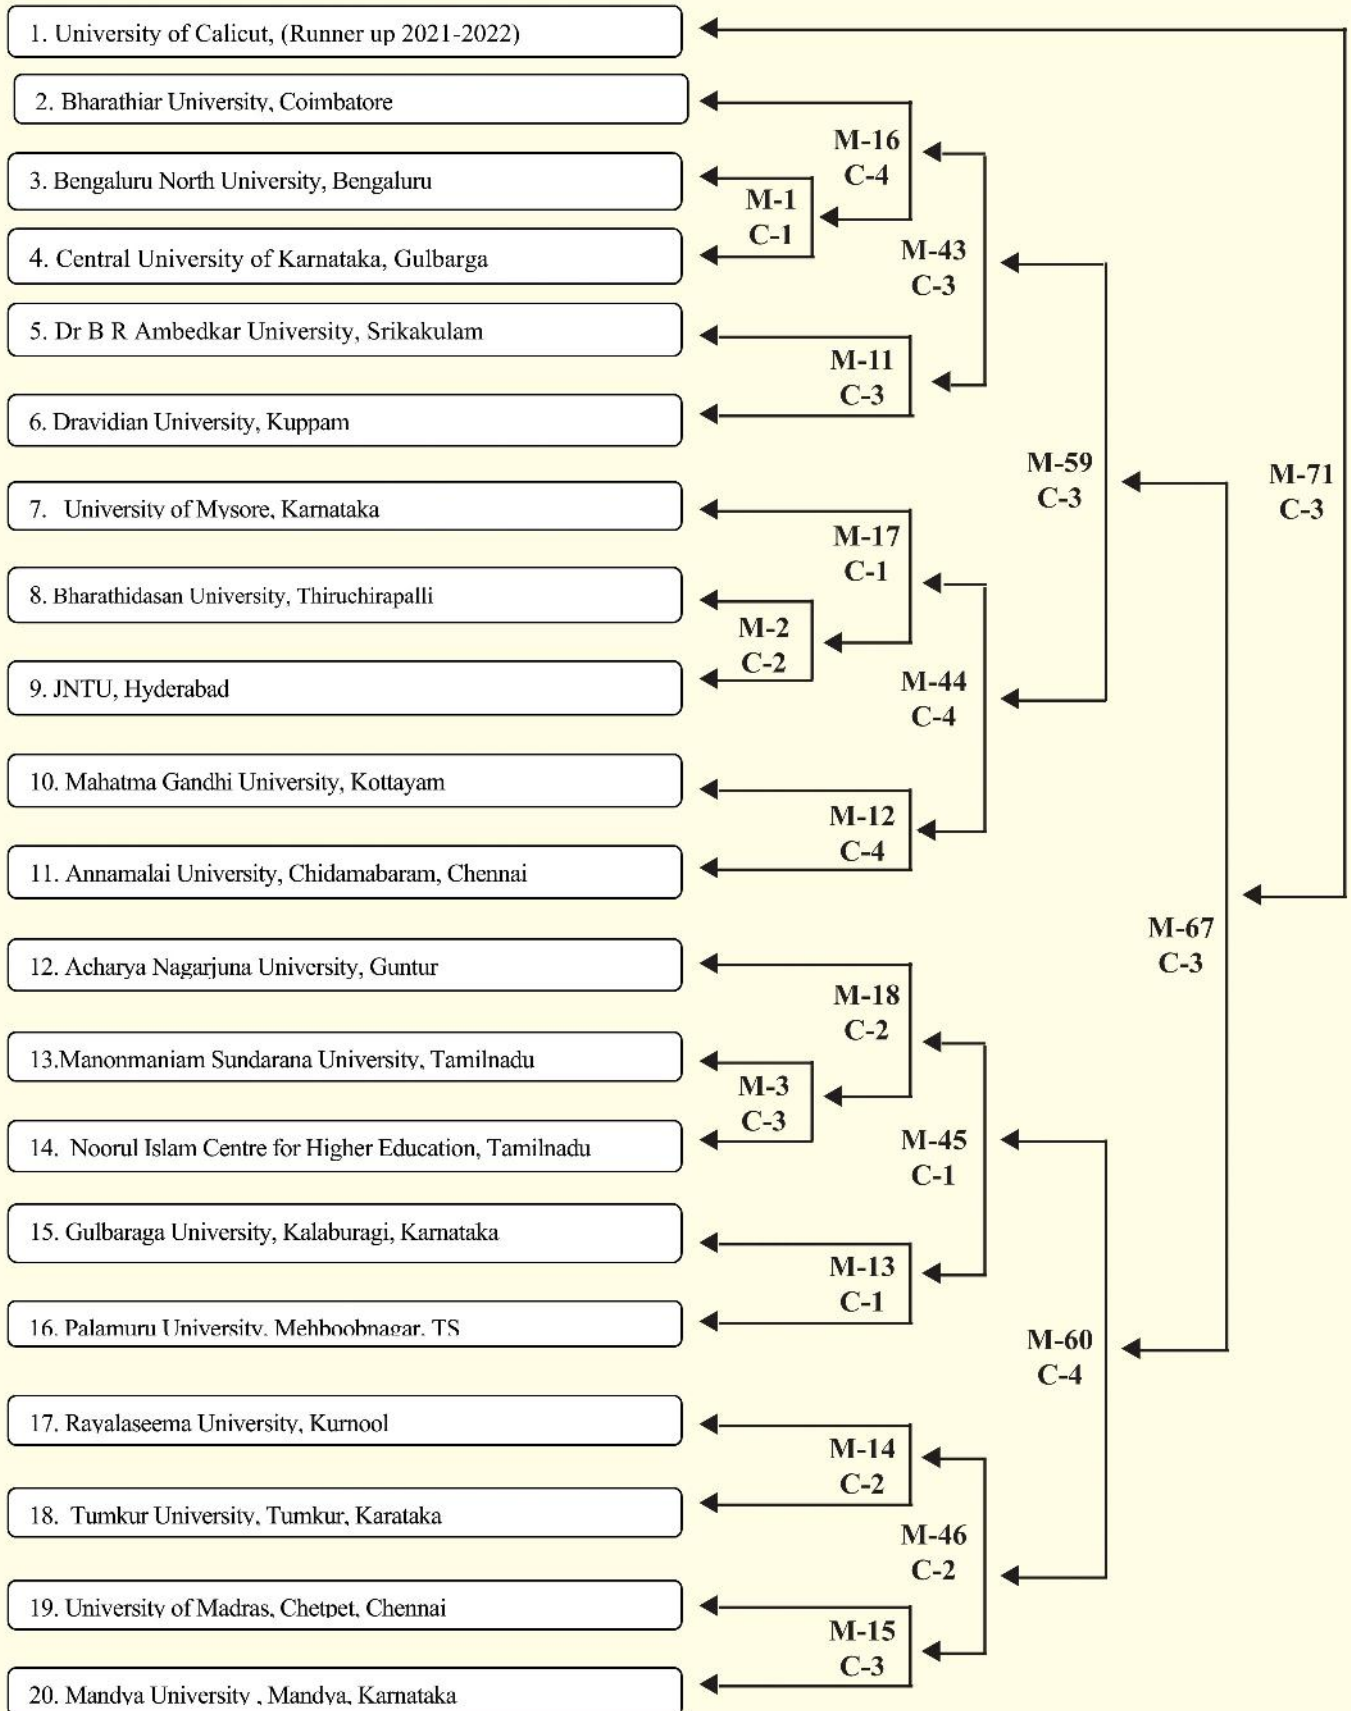 1. University of Calicut, (Runner up 2021-2022)
2. Bharathiar University, Coimbatore
3. Bengaluru North University, Bengaluru
4. Central University of Karnataka, Gulbarga
5. Dr B R Ambedkar University, Srikakulam
6. Dravidian University, Kuppam
7. University of Mysore, Karnataka
8. Bharathidasan University, Thiruchirapalli
9. JNTU, Hyderabad
10. Mahatma Gandhi University, Kottayam
11. Annamalai University, Chidamabaram, Chennai
12. Acharya Nagarjuna University, Guntur
13.Manonmaniam Sundarana University, Tamilnadu
14. Noorul Islam Centre for Higher Education, Tamilnadu
15. Gulbaraga University, Kalaburagi, Karnataka
16. Palamuru University, Mehboobnagar, TS
17. Rayalaseema University, Kurnool
18. Tumkur University, Tumkur, Karataka
19. University of Madras, Chetpet, Chennai
20. Mandya University , Mandya, Karnataka
M-1
C-1
M-2
C-2
M-3
C-3
M-16
C-4
M-11
C-3
M-17
C-1
M-12
C-4
M-18
C-2
M-13
C-1
M-14
C-2
M-15
C-3
M-43
C-3
M-44
C-4
M-45
C-1
M-46
C-2
M-59
C-3
M-60
C-4
M-67
C-3
M-71
C-3